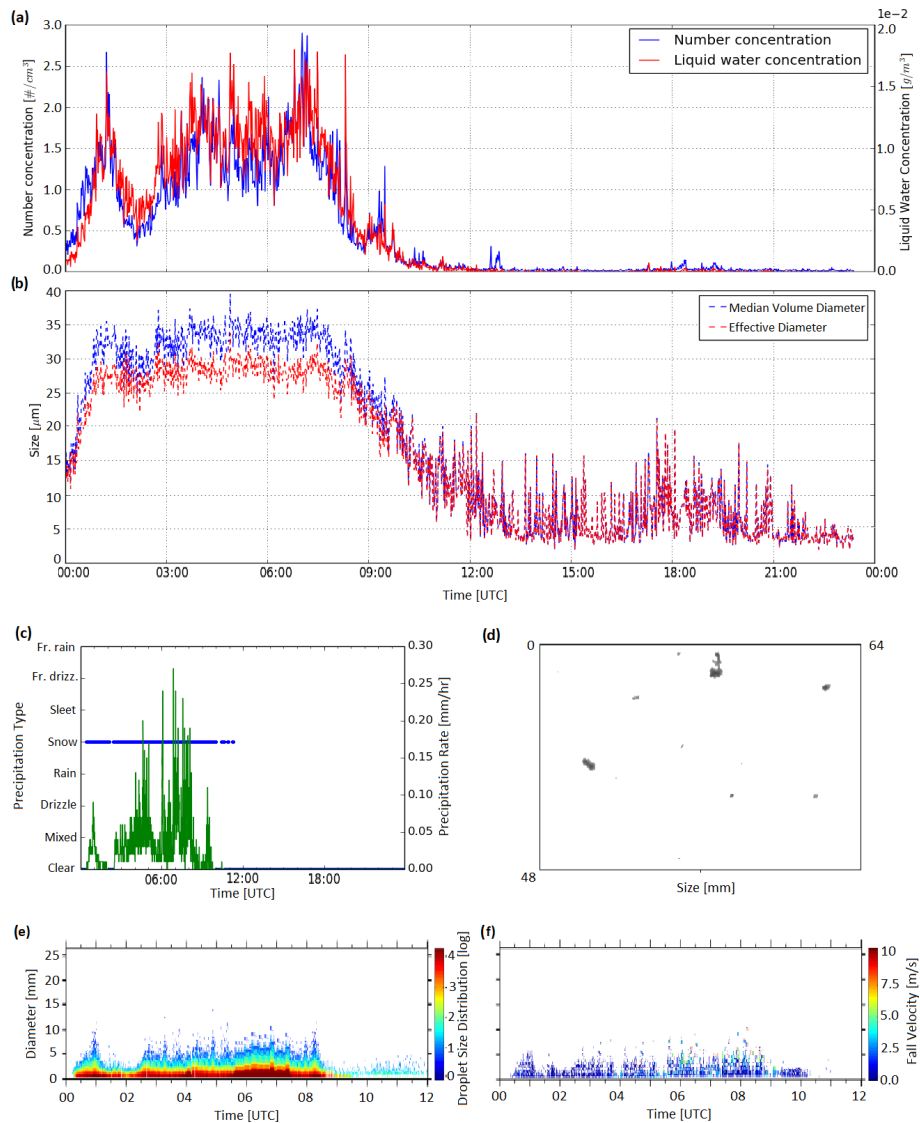 (a)
1e-2
3.0
2.5
2.0
1.5
1.0
0.5
0.0
Number concentration [#/cm³]
Number concentration
Liquid water concentration
2.0
1.5
1.0
0.5
0.0
Liquid Water Concentration [g/m³]
(b)
40
35
30
25
20
15
10
5
0
Size [μm]
Median Volume Diameter
Effective Diameter
00:00 03:00 06:00 09:00 12:00 15:00 18:00 21:00 00:00
Time [UTC]
(c)
Fr. rain
Fr. drizz.
Sleet
Snow
Rain
Drizzle
Mixed
Clear
Precipitation Type
0.30
0.25
0.20
0.15
0.10
0.05
0.00
Precipitation Rate [mm/hr]
06:00 12:00 18:00
Time [UTC]
(d)
0 64
48
Size [mm]
(e)
25
20
15
10
5
0
Diameter [mm]
00 02 04 06 08 10 12
Time [UTC]
4
3
2
1
0
Droplet Size Distribution [log]
(f)
00 02 04 06 08 10 12
Time [UTC]
10.0
7.5
5.0
2.5
0.0
Fall Velocity [m/s]